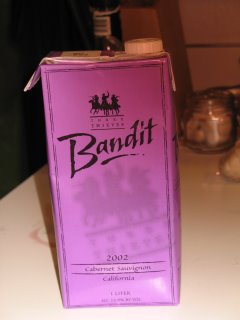 THREE
THIEVES
Bandit
2002
Cabernet Sauvignon
California
1 LITER